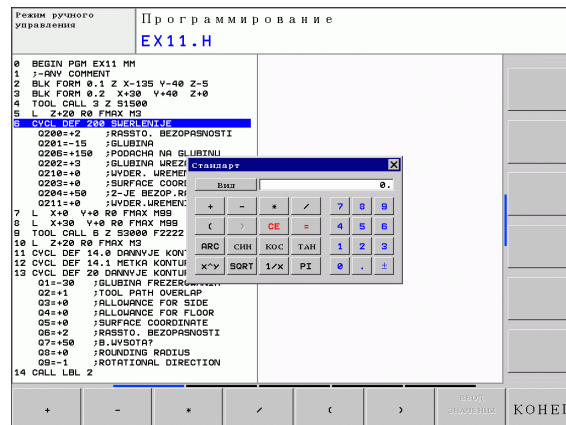 Режим ручного
управления
Программирование
EX11.H
0 BEGIN PGM EX11 MM
1 ;-ANY COMMENT
2 BLK FORM 0.1 Z X-135 Y-40 Z-5
3 BLK FORM 0.2 X+30 Y+40 Z+0
4 TOOL CALL 3 Z S1500
5 L Z+20 R0 FMAX M3
6 CYCL DEF 200 SWERLENIJE
Q200=+2 ;RASSTO. BEZOPASNOSTI
Q201=-15 ;GLUBINA
Q206=+150 ;PODACHA NA GLUBINU
Q202=+3 ;GLUBINA WREZ
Q210=+0 ;WYDER. WREMEN
Q203=+0 ;SURFACE COORD
Q204=+50 ;2-JE BEZOP.R
Q211=+0 ;WYDER.WREMEN
7 L X+0 Y+0 R0 FMAX M99
8 L X+30 Y+0 R0 FMAX M99
9 TOOL CALL 6 Z S3000 F2222
10 L Z+20 R0 FMAX M3
11 CYCL DEF 14.0 DANNYJE KONT
12 CYCL DEF 14.1 METKA KONTUR
13 CYCL DEF 20 DANNYJE KONTU
Q1=-30 ;GLUBINA FREZEROWANIA
Q2=+1 ;TOOL PATH OVERLAP
Q3=+0 ;ALLOWANCE FOR SIDE
Q4=+0 ;ALLOWANCE FOR FLOOR
Q5=+0 ;SURFACE COORDINATE
Q6=+2 ;RASSTO. BEZOPASNOSTI
Q7=+50 ;B.WYSOTA?
Q8=+0 ;ROUNDING RADIUS
Q9=-1 ;ROTATIONAL DIRECTION
14 CALL LBL 2
Стандарт X
Вид 0.
+ - * / 7 8 9
( ) CE = 4 5 6
ARC СИН КОС ТАН 1 2 3
X^Y SQRT 1/X PI 0 . ±
+ - * / ( ) ВВОД ЗНАЧЕНИЯ КОНЕЦ